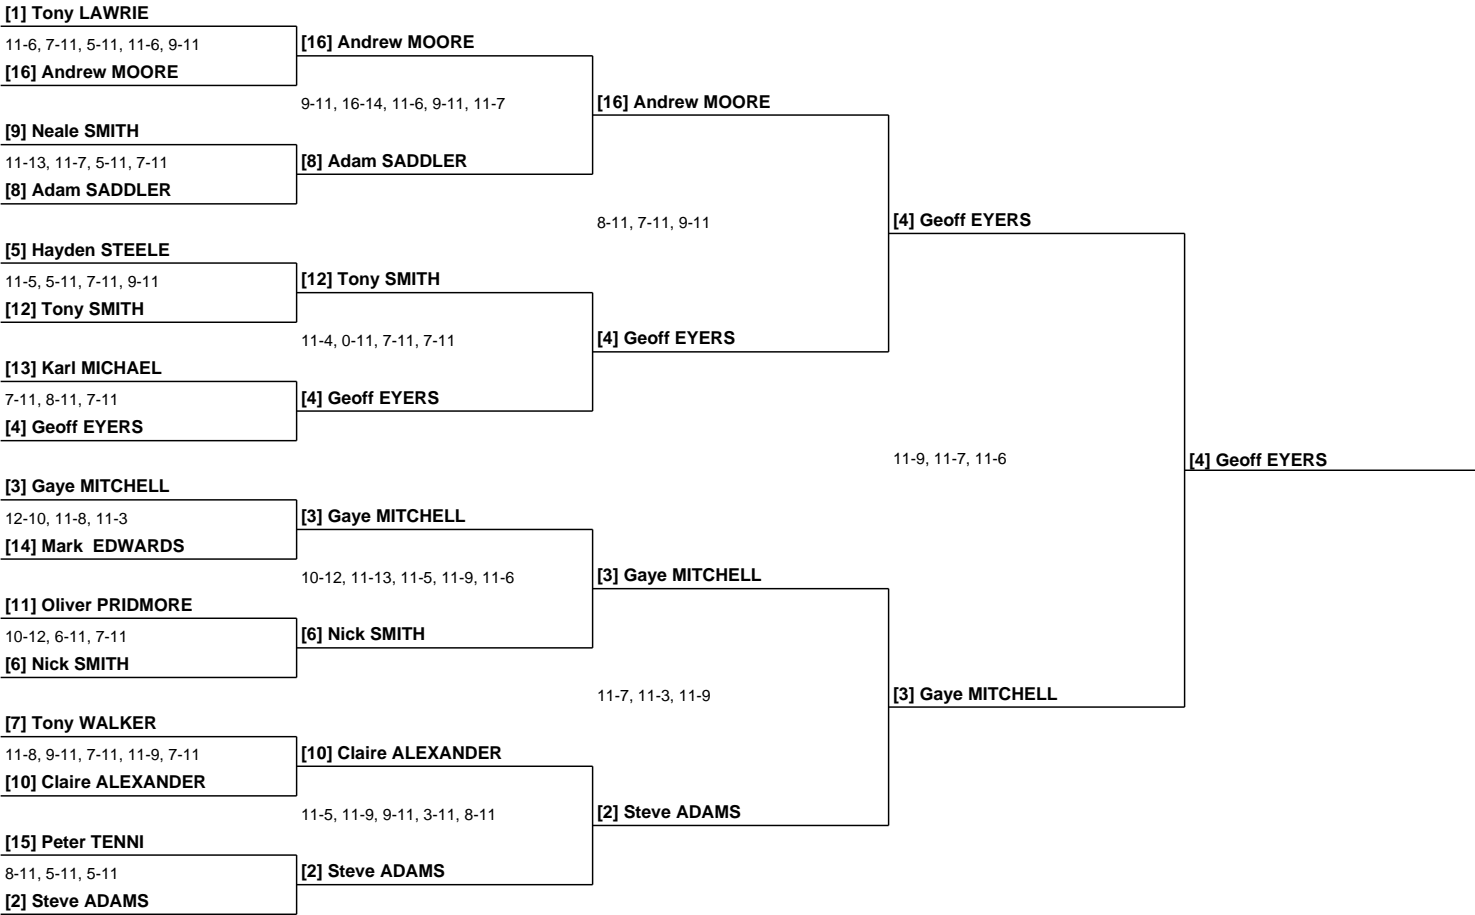 [1] Tony LAWRIE
11-6, 7-11, 5-11, 11-6, 9-11
[16] Andrew MOORE
[9] Neale SMITH
11-13, 11-7, 5-11, 7-11
[8] Adam SADDLER
[5] Hayden STEELE
11-5, 5-11, 7-11, 9-11
[12] Tony SMITH
[13] Karl MICHAEL
7-11, 8-11, 7-11
[4] Geoff EYERS
[3] Gaye MITCHELL
12-10, 11-8, 11-3
[14] Mark  EDWARDS
[11] Oliver PRIDMORE
10-12, 6-11, 7-11
[6] Nick SMITH
[7] Tony WALKER
11-8, 9-11, 7-11, 11-9, 7-11
[10] Claire ALEXANDER
[15] Peter TENNI
8-11, 5-11, 5-11
[2] Steve ADAMS
[16] Andrew MOORE
9-11, 16-14, 11-6, 9-11, 11-7
[8] Adam SADDLER
[12] Tony SMITH
11-4, 0-11, 7-11, 7-11
[4] Geoff EYERS
[3] Gaye MITCHELL
10-12, 11-13, 11-5, 11-9, 11-6
[6] Nick SMITH
[10] Claire ALEXANDER
11-5, 11-9, 9-11, 3-11, 8-11
[2] Steve ADAMS
[16] Andrew MOORE
8-11, 7-11, 9-11
[4] Geoff EYERS
[3] Gaye MITCHELL
11-7, 11-3, 11-9
[2] Steve ADAMS
[4] Geoff EYERS
11-9, 11-7, 11-6
[3] Gaye MITCHELL
[4] Geoff EYERS